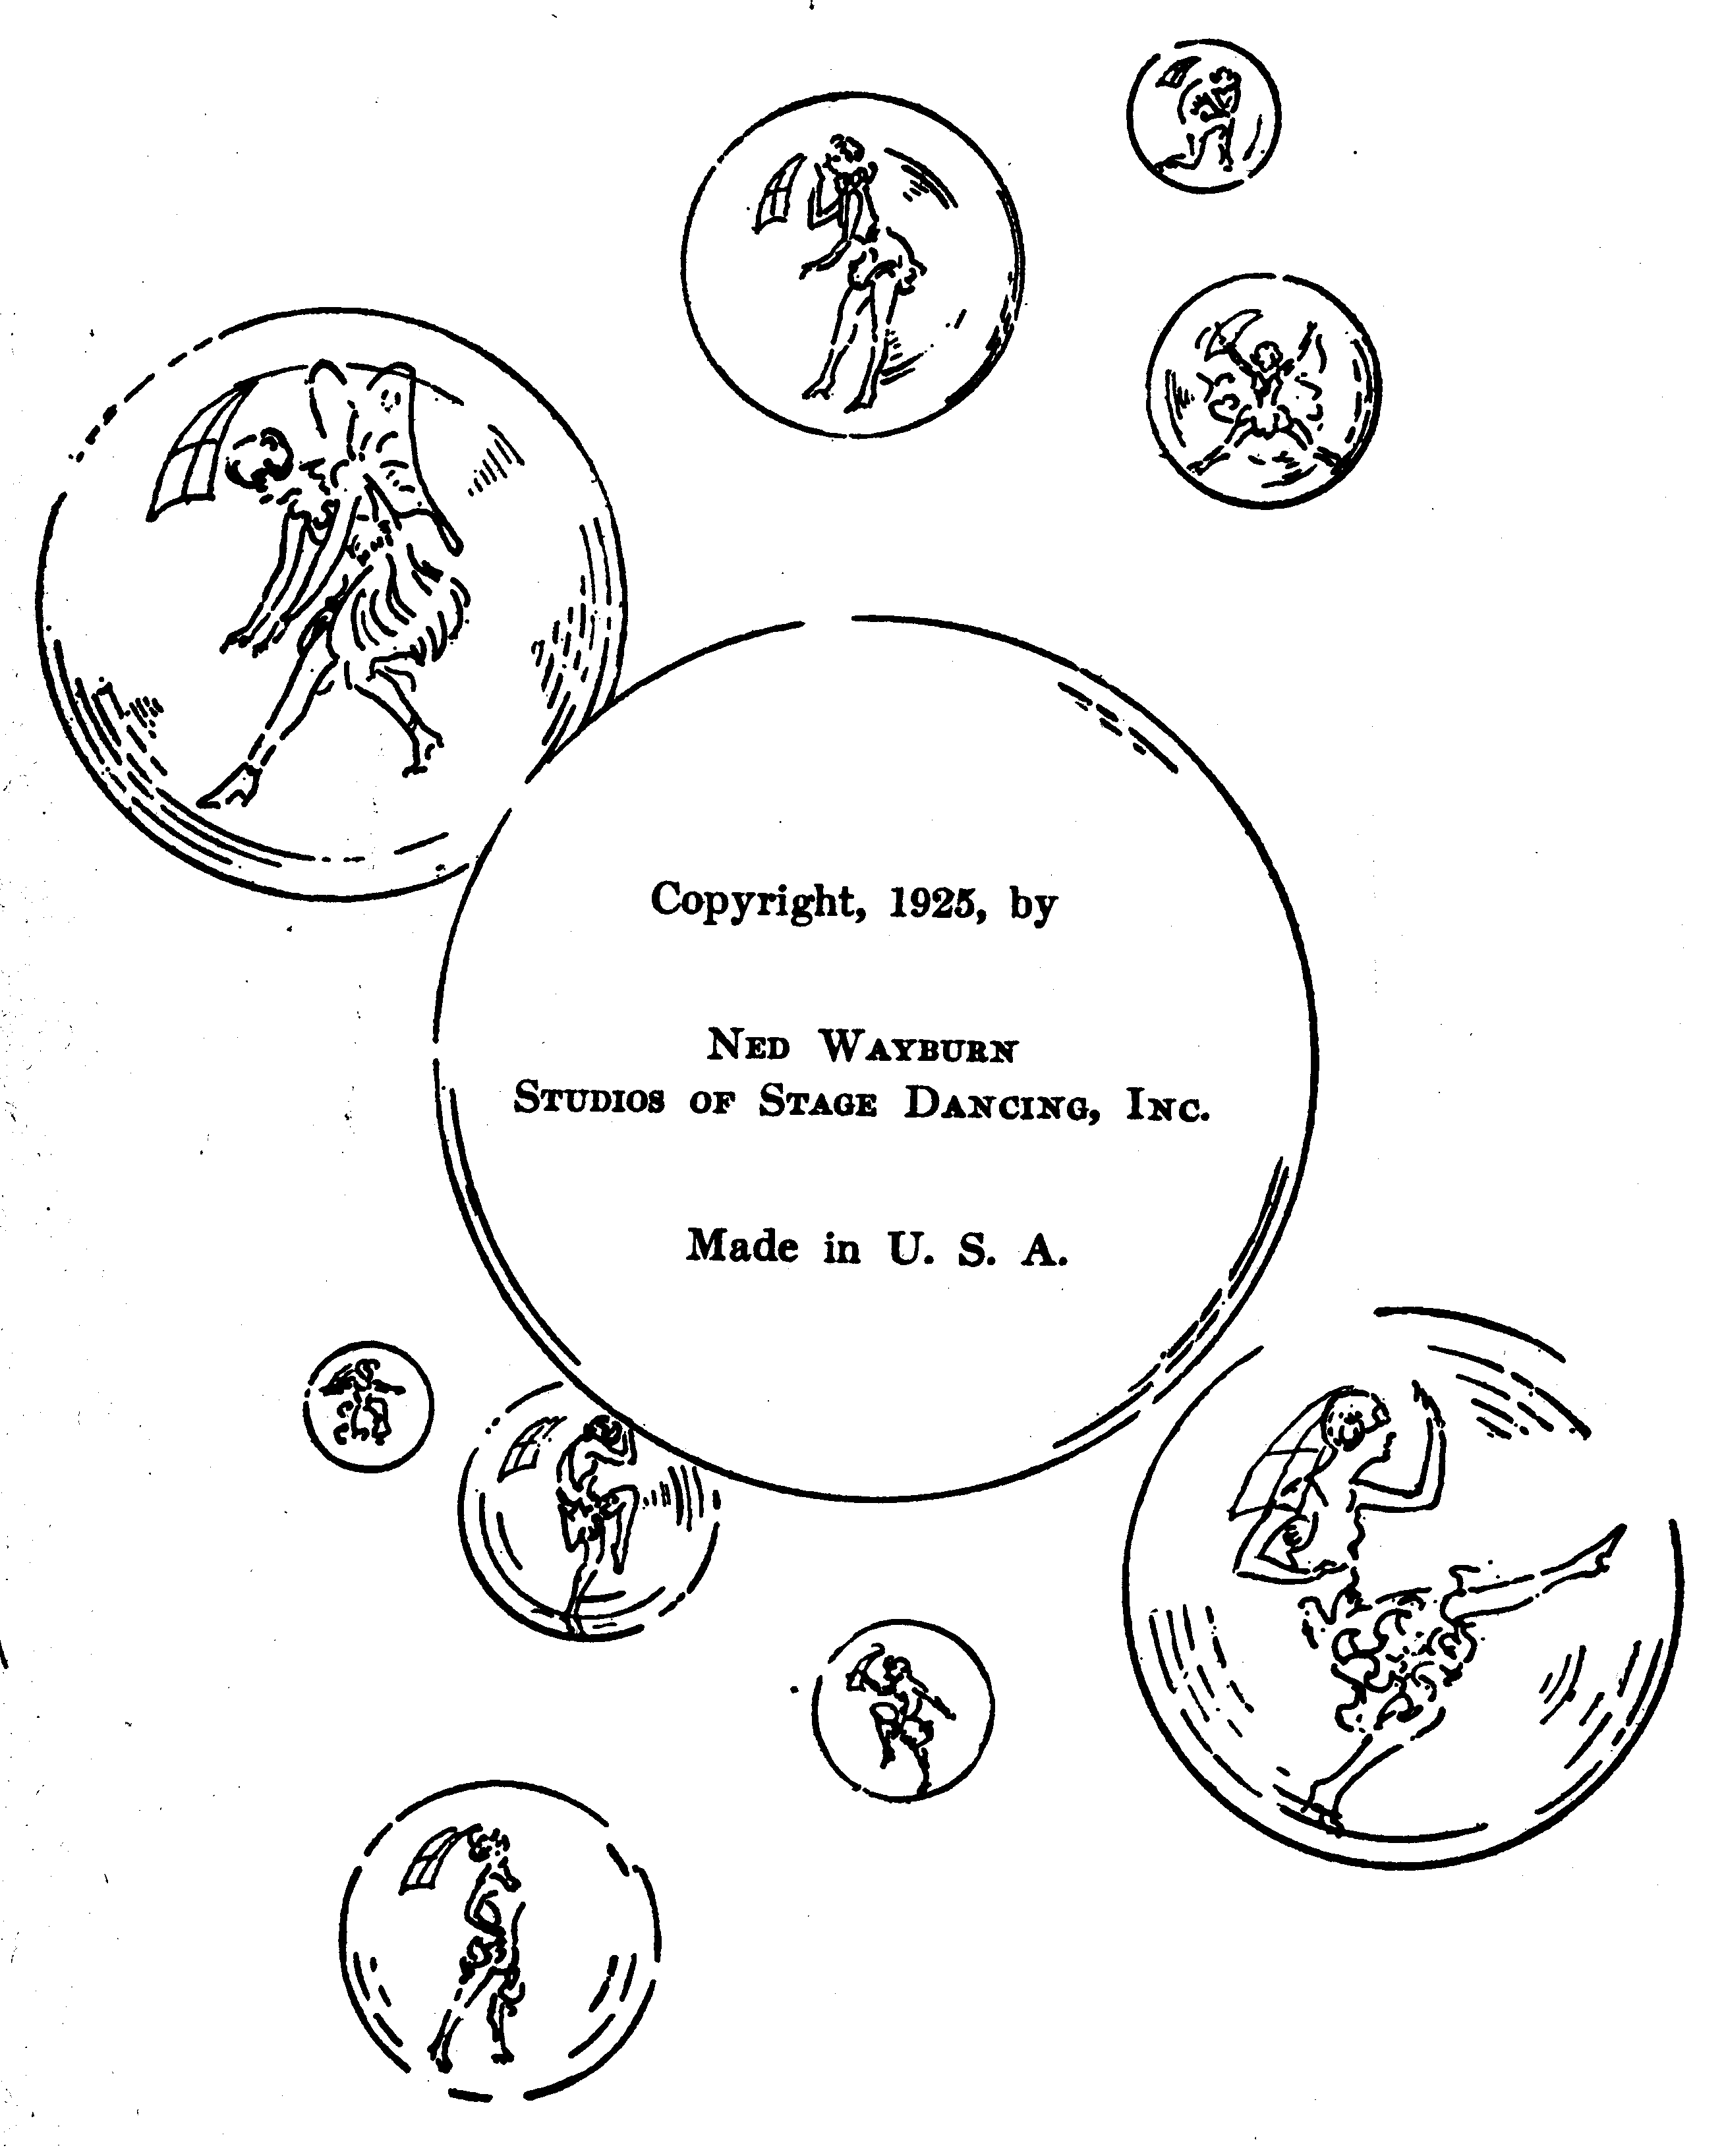 Copyright, 1925, by
NED WAYBURN
STUDIOS OF STAGE DANCING, INC.
Made in U. S. A.